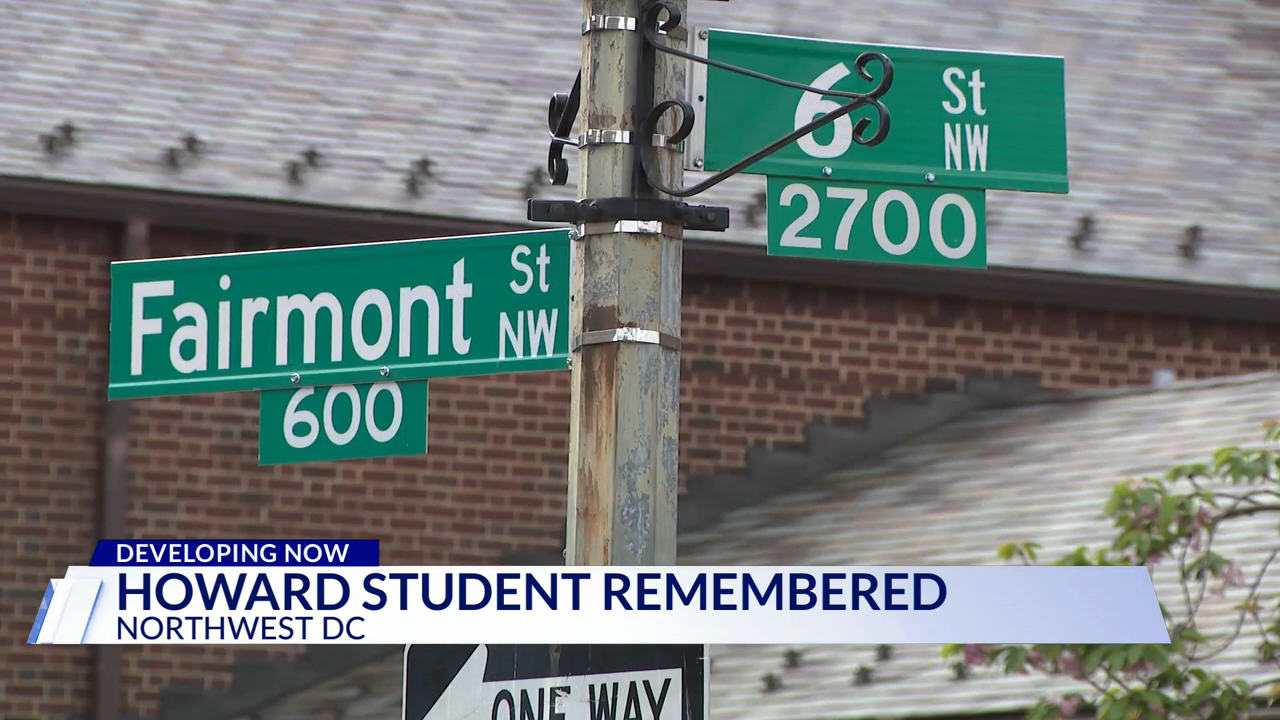 6 St
NW
2700
Fairmont St
NW
600
DEVELOPING NOW
HOWARD STUDENT REMEMBERED
NORTHWEST DC
ONE WAY